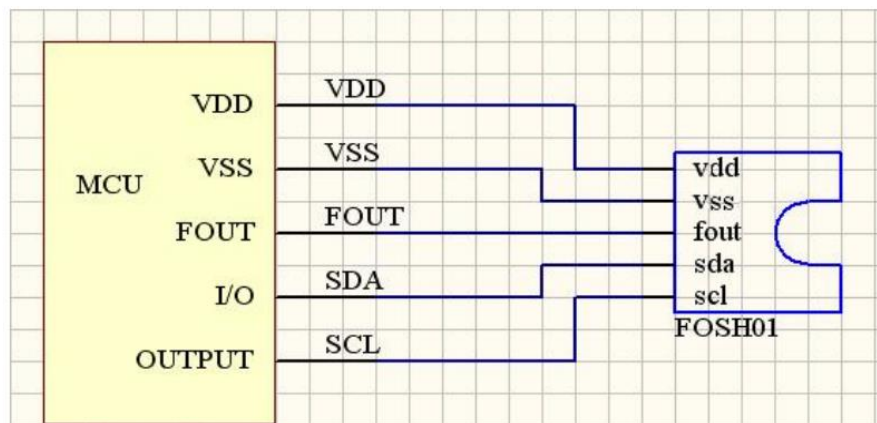 VDD VDD
VSS VSS vdd
MCU vss
FOUT FOUT fout
sda
I/O SDA scl
FOSH01
OUTPUT SCL